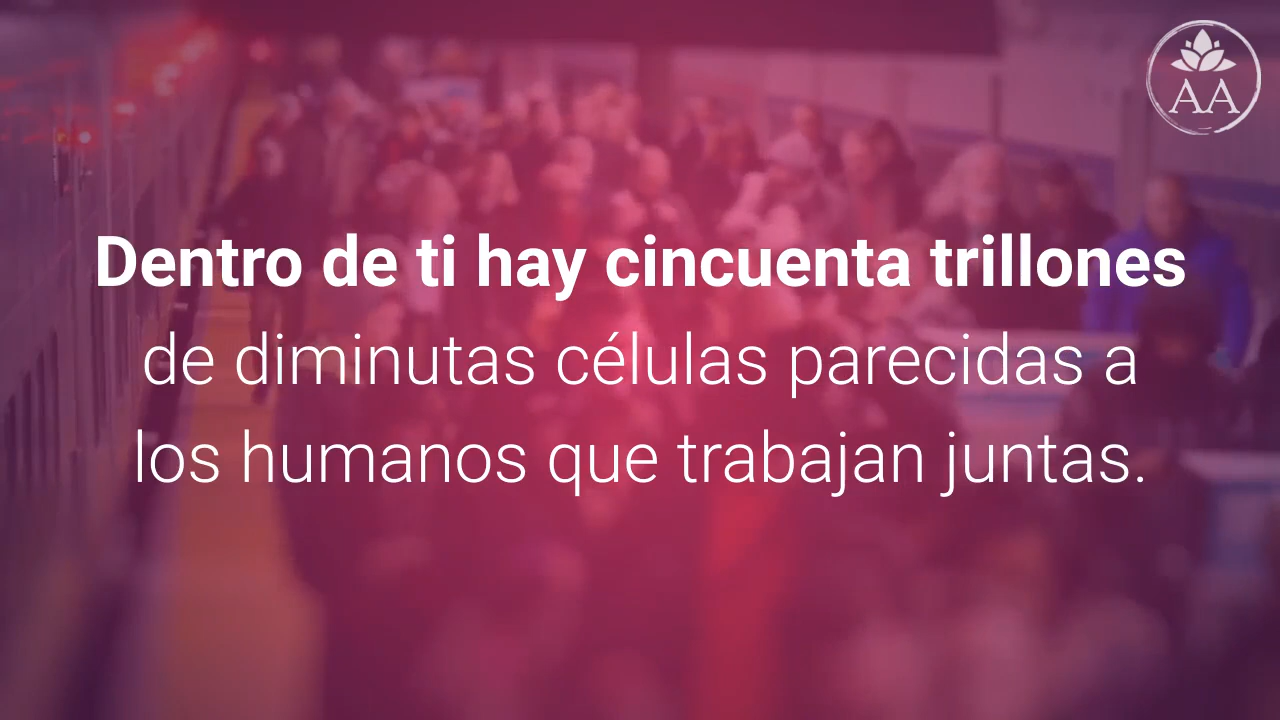 AA
Dentro de ti hay cincuenta trillones
de diminutas células parecidas a
los humanos que trabajan juntas.